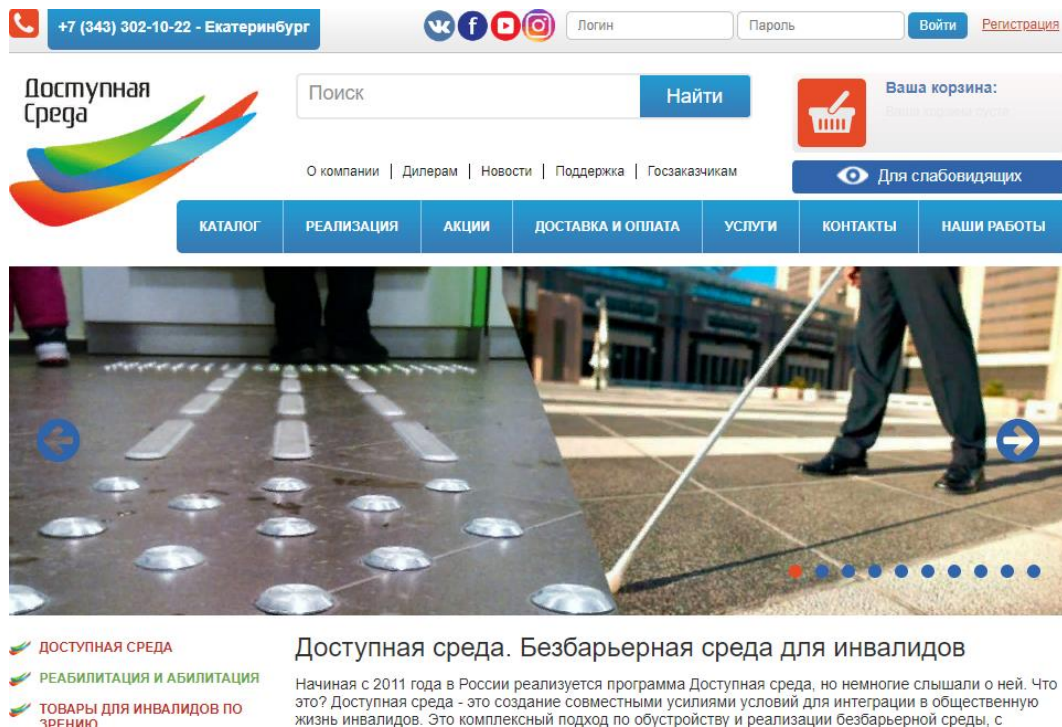 +7 (343) 302-10-22 - Екатеринбург
Логин
Пароль
Войти
Регистрация
Доступная
Среда
Поиск
Найти
Ваша корзина:
Ваша корзина пуста
О компании | Дилерам | Новости | Поддержка | Госзаказчикам
Для слабовидящих
КАТАЛОГ
РЕАЛИЗАЦИЯ
АКЦИИ
ДОСТАВКА И ОПЛАТА
УСЛУГИ
КОНТАКТЫ
НАШИ РАБОТЫ
ДОСТУПНАЯ СРЕДА
РЕАБИЛИТАЦИЯ И АБИЛИТАЦИЯ
ТОВАРЫ ДЛЯ ИНВАЛИДОВ ПО
ЗРЕНИЮ
Доступная среда. Безбарьерная среда для инвалидов
Начиная с 2011 года в России реализуется программа Доступная среда, но немногие слышали о ней. Что
это? Доступная среда - это создание совместными усилиями условий для интеграции в общественную
жизнь инвалидов. Это комплексный подход по обустройству и реализации безбарьерной среды, с